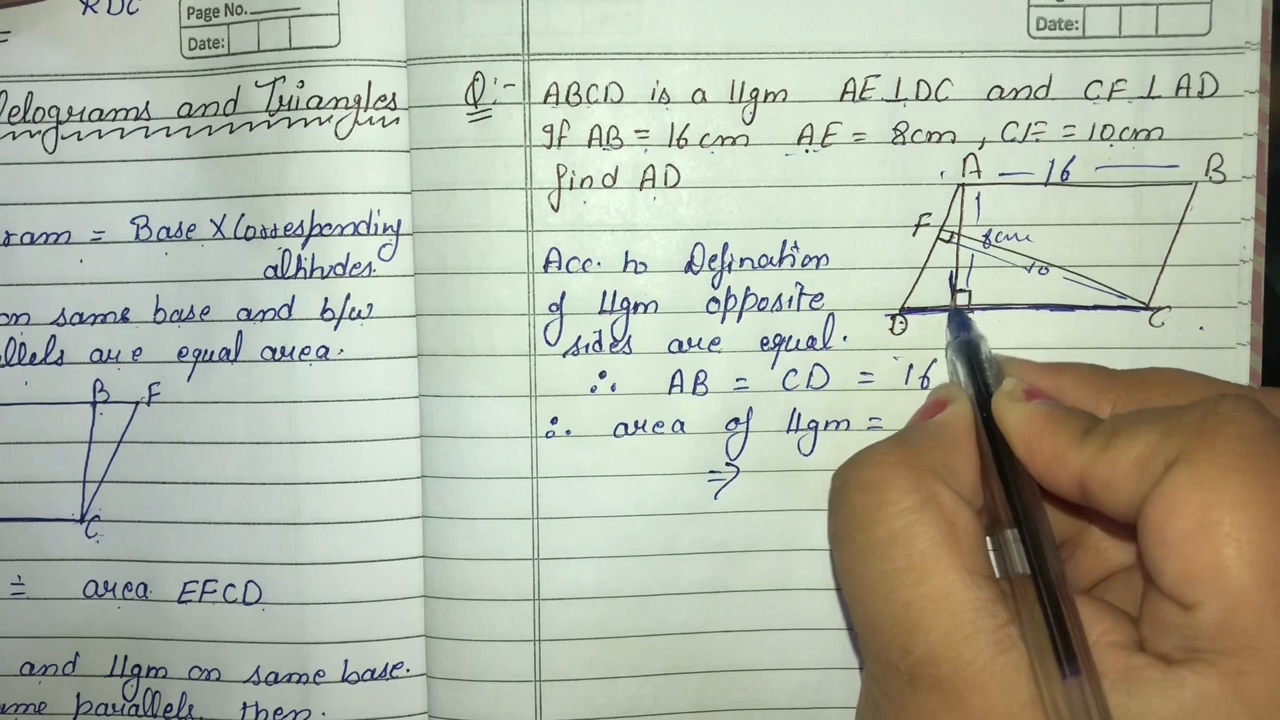 Page No.
Date:
=
lelograms and Triangles
ram = Base X Corresponding
altitudes.
on same base and b/w
allels are equal area.
B F
C
= area EFCD
and llgm on same base.
ame parallels, then.
Date:
Q:- ABCD is a llgm AE⊥DC and CF⊥AD
If AB = 16 cm AE = 8cm, CF = 10cm
find AD
A — 16 — B
F 8cm
10
D C
Acc. to Defination
of llgm opposite
sides are equal.
∴ AB = CD = 16
∴ area of llgm =
⇒